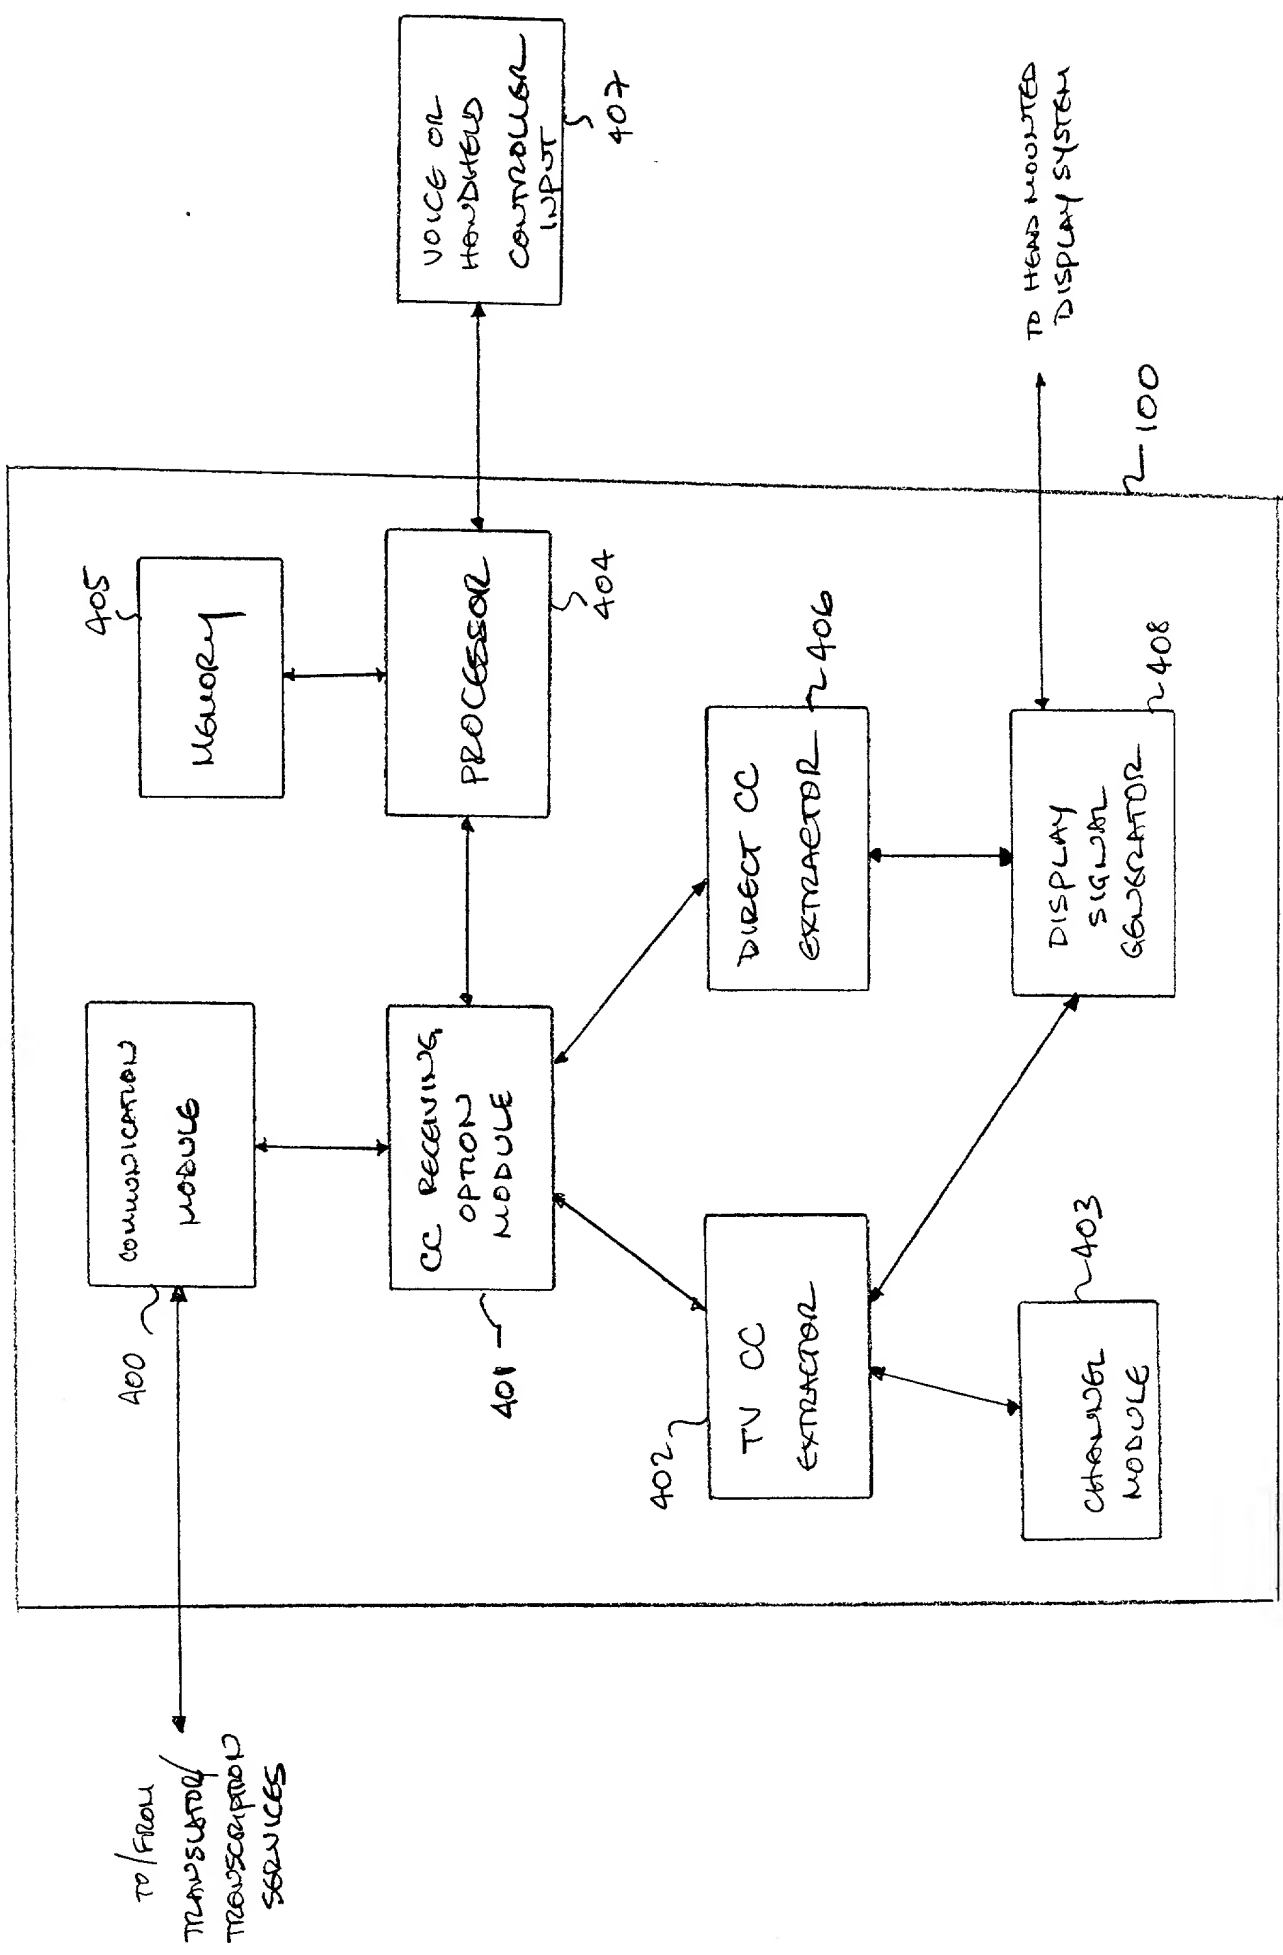 TO/FROM
TRANSLATOR/
TRANSCRIPTION
SERVICES
400
COMMUNICATION
MODULE
405
MEMORY
401
CC RECEIVING
OPTION
MODULE
PROCESSOR
404
VOICE OR
HANDHELD
CONTROLLER
INPUT
407
402
TV CC
EXTRACTOR
DIRECT CC
EXTRACTOR
406
CHANNEL
MODULE
403
DISPLAY
SIGNAL
GENERATOR
408
TO HEAD MOUNTED
DISPLAY SYSTEM
100